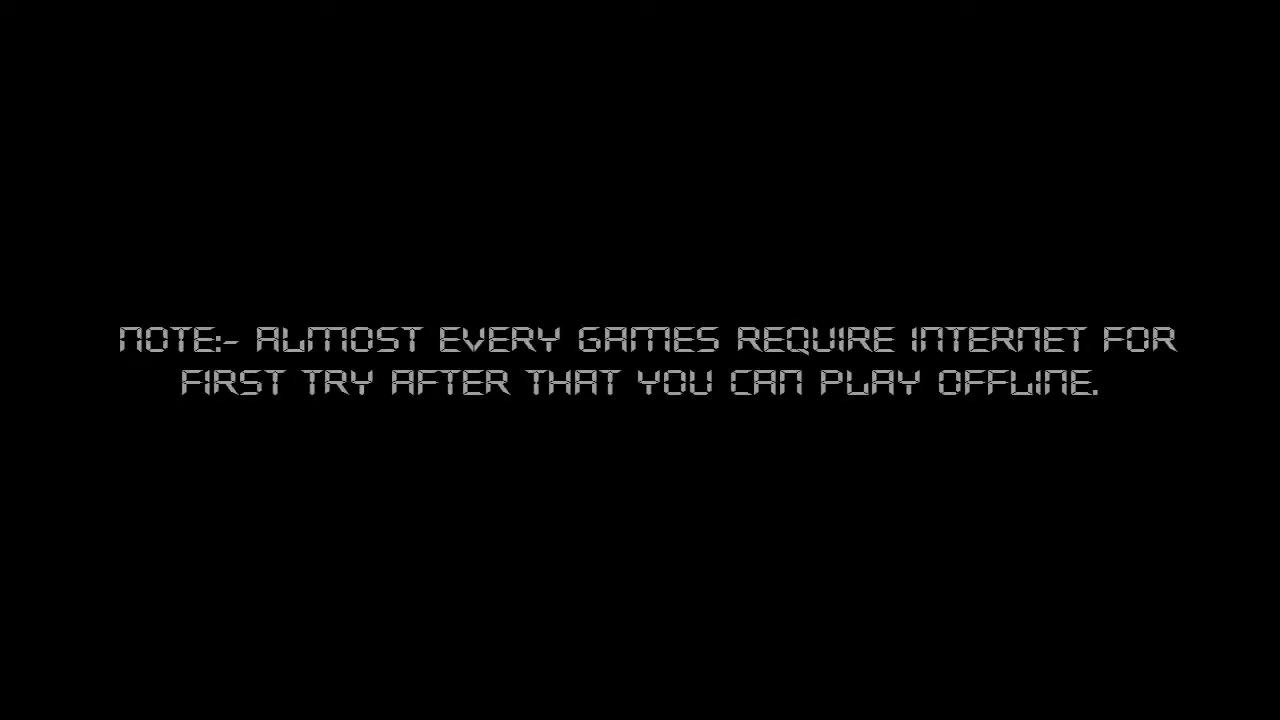 NOTE:- ALMOST EVERY GAMES REQUIRE INTERNET FOR
FIRST TRY AFTER THAT YOU CAN PLAY OFFLINE.